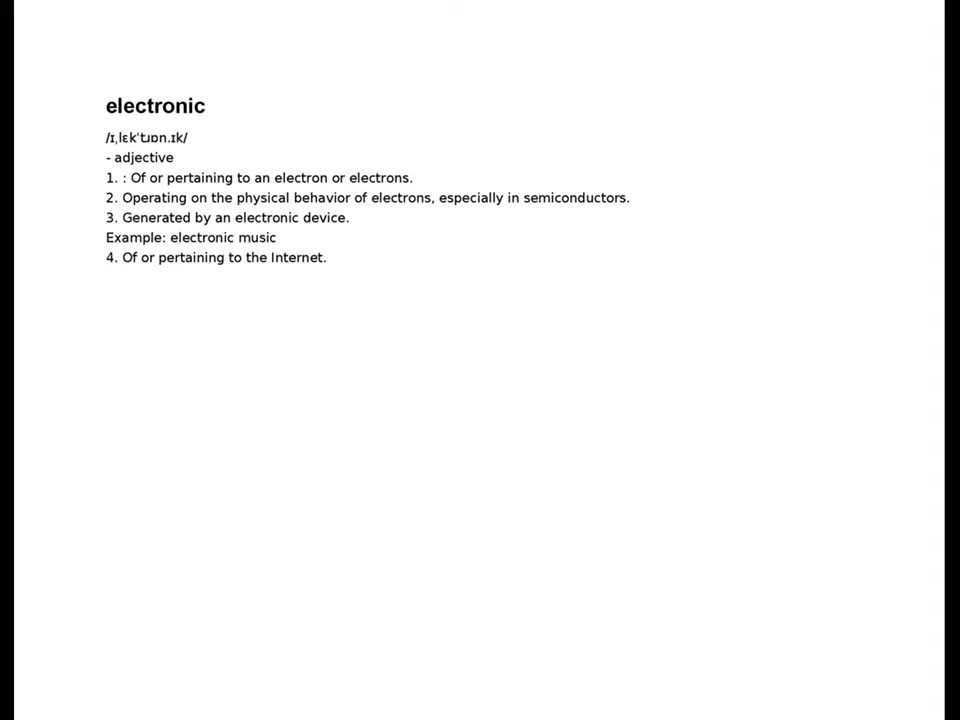 electronic
/ɪˌlɛkˈtɹɒn.ɪk/
- adjective
1. : Of or pertaining to an electron or electrons.
2. Operating on the physical behavior of electrons, especially in semiconductors.
3. Generated by an electronic device.
Example: electronic music
4. Of or pertaining to the Internet.